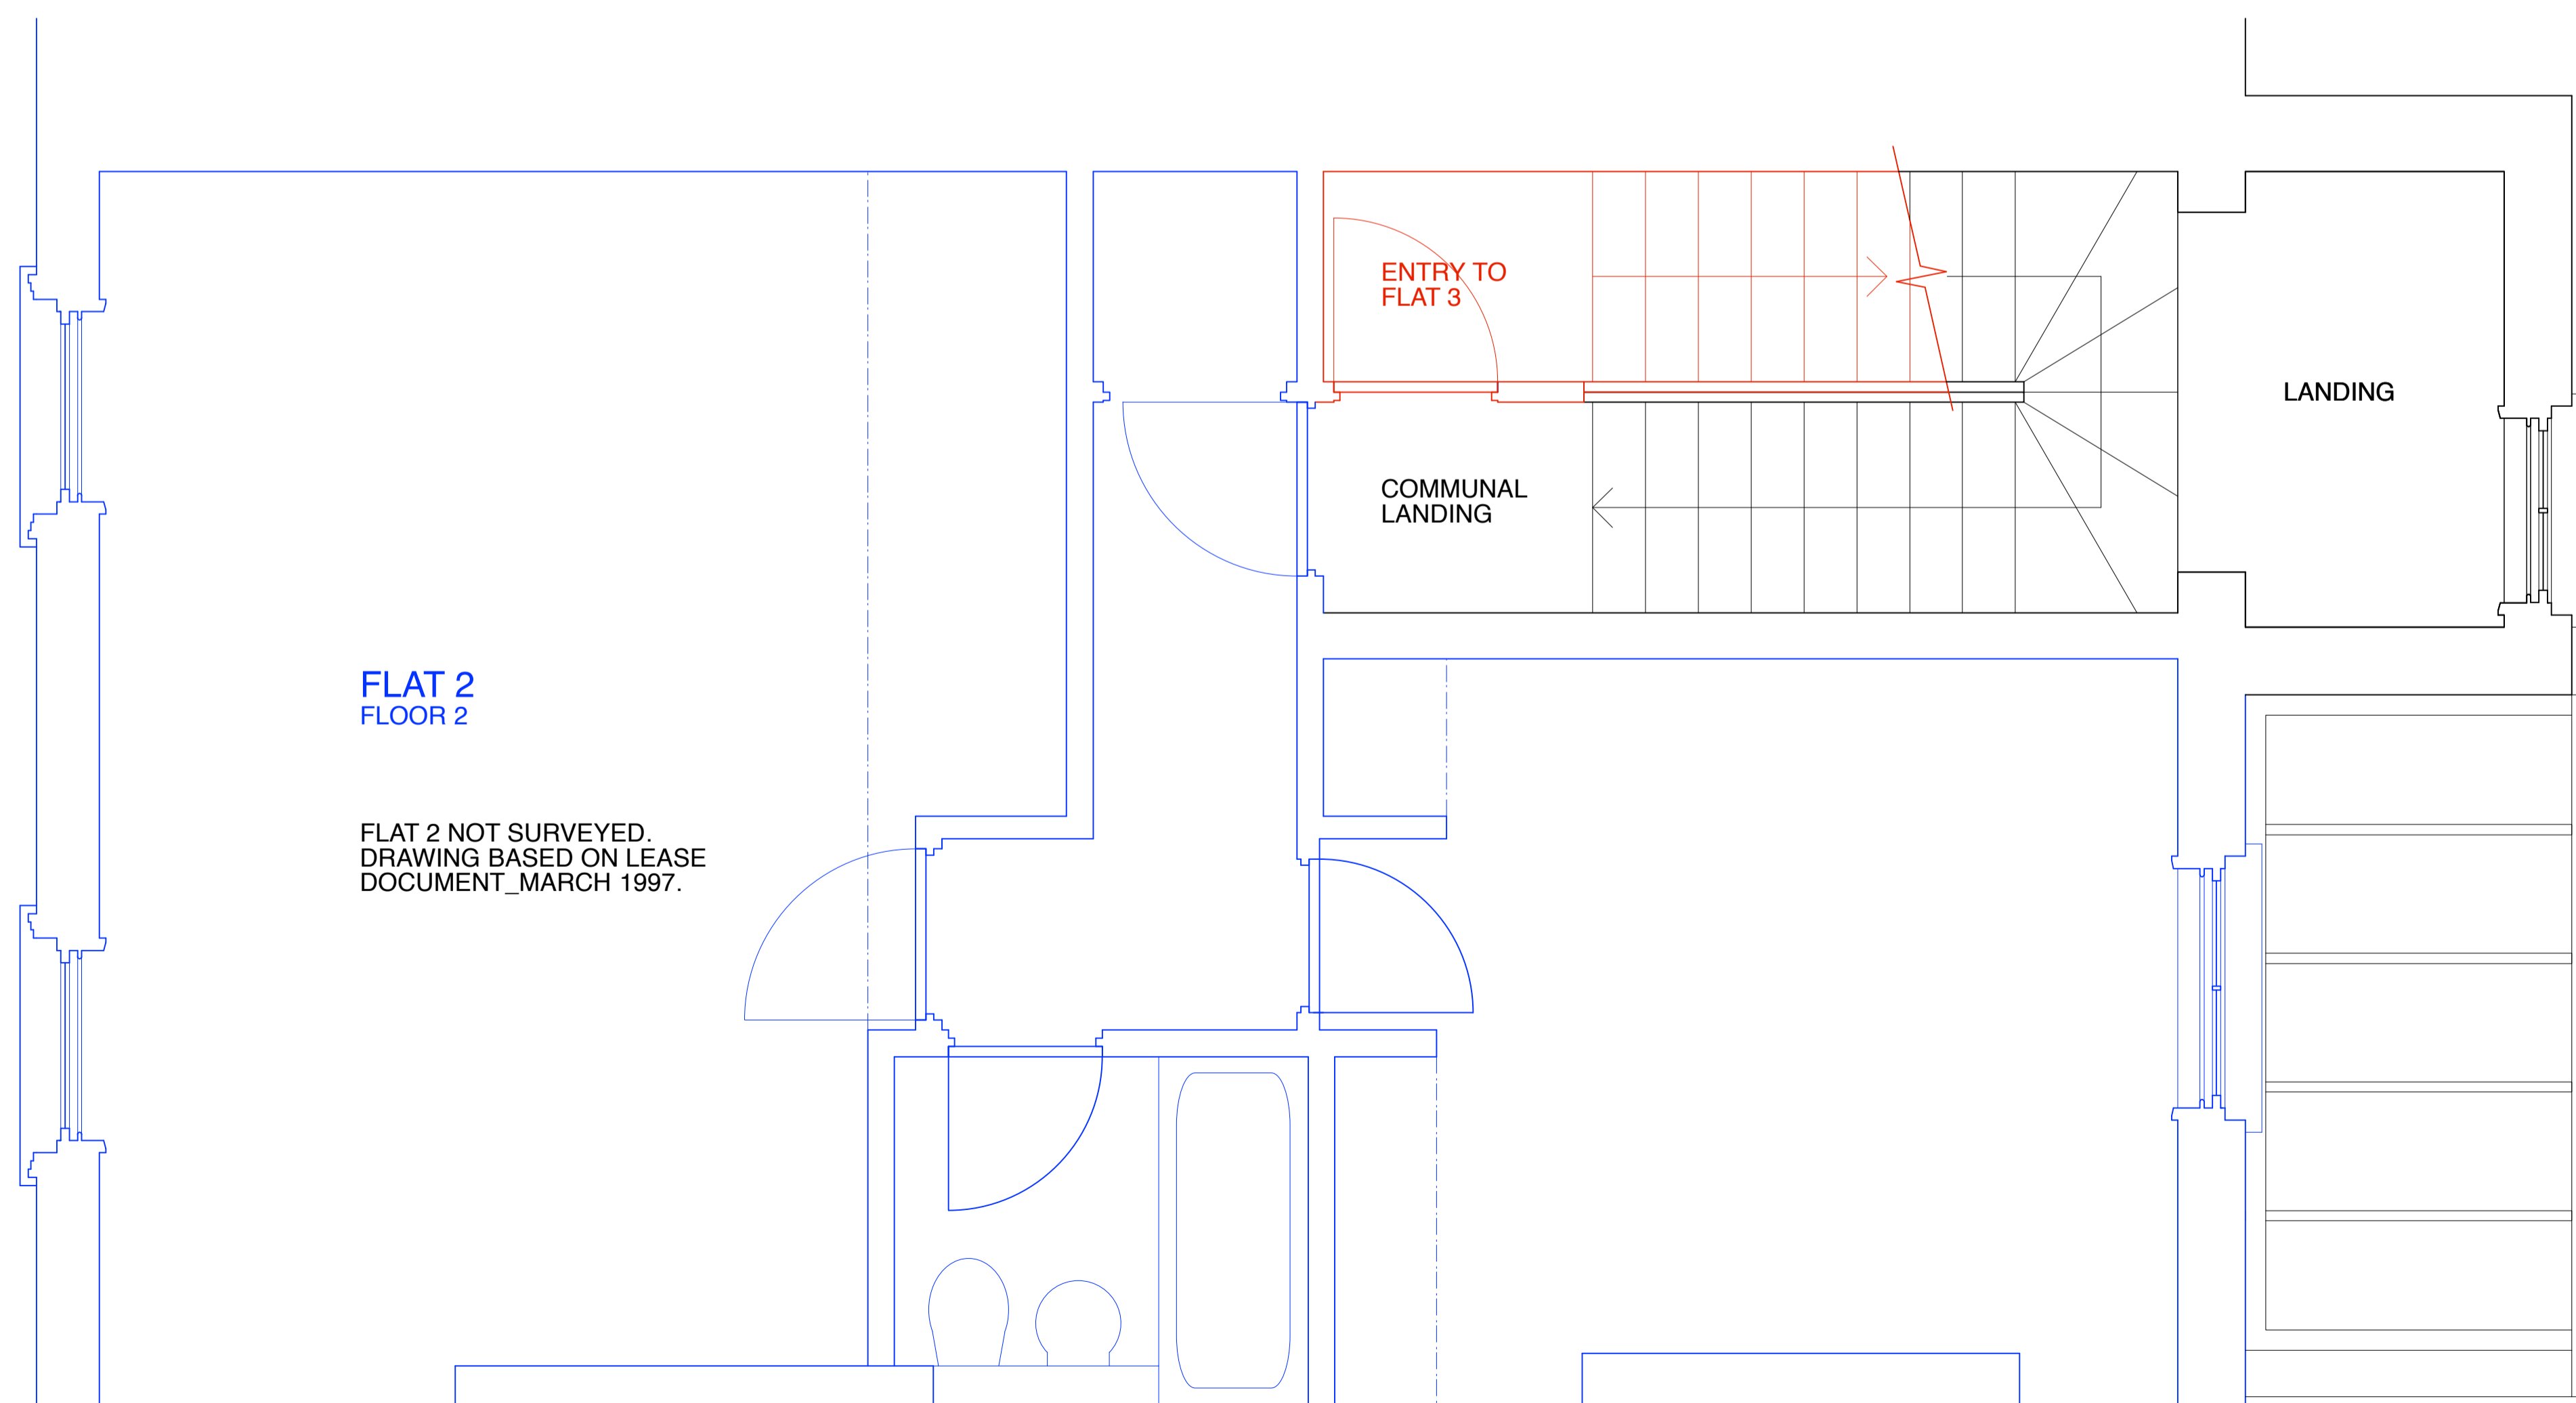 ENTRY TO
FLAT 3
LANDING
COMMUNAL
LANDING
FLAT 2
FLOOR 2
FLAT 2 NOT SURVEYED.
DRAWING BASED ON LEASE
DOCUMENT_MARCH 1997.